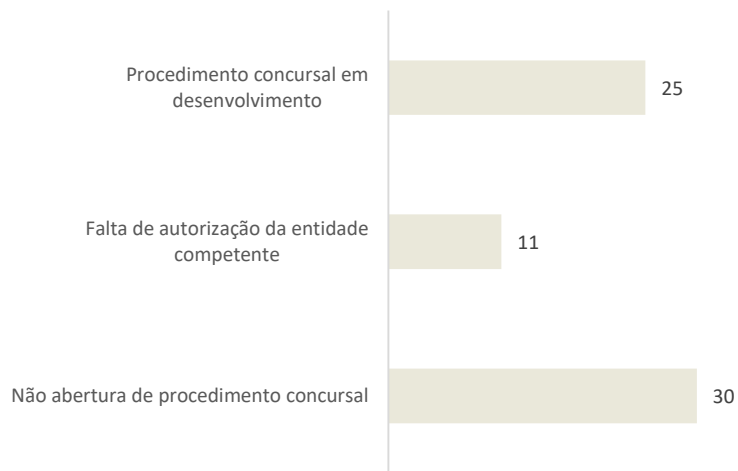 Procedimento concursal em
desenvolvimento
25
Falta de autorização da entidade
competente
11
Não abertura de procedimento concursal
30